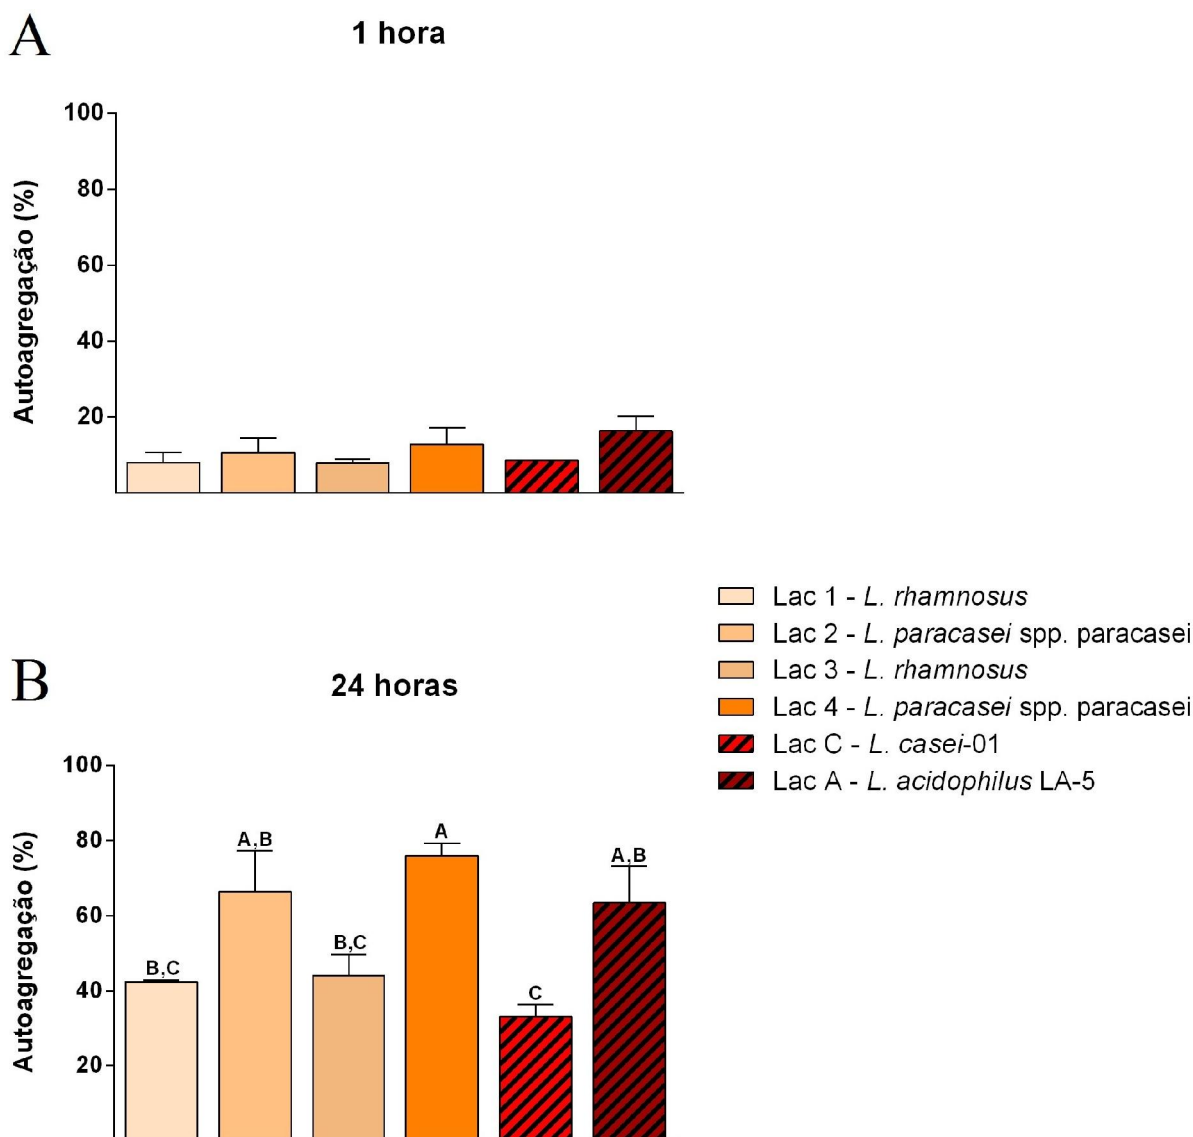 A
1 hora
Autoagregação (%)
100
80
60
40
20
Lac 1 - L. rhamnosus
Lac 2 - L. paracasei spp. paracasei
Lac 3 - L. rhamnosus
Lac 4 - L. paracasei spp. paracasei
Lac C - L. casei-01
Lac A - L. acidophilus LA-5
B
24 horas
Autoagregação (%)
100
80
60
40
20
B,C
A,B
B,C
A
C
A,B